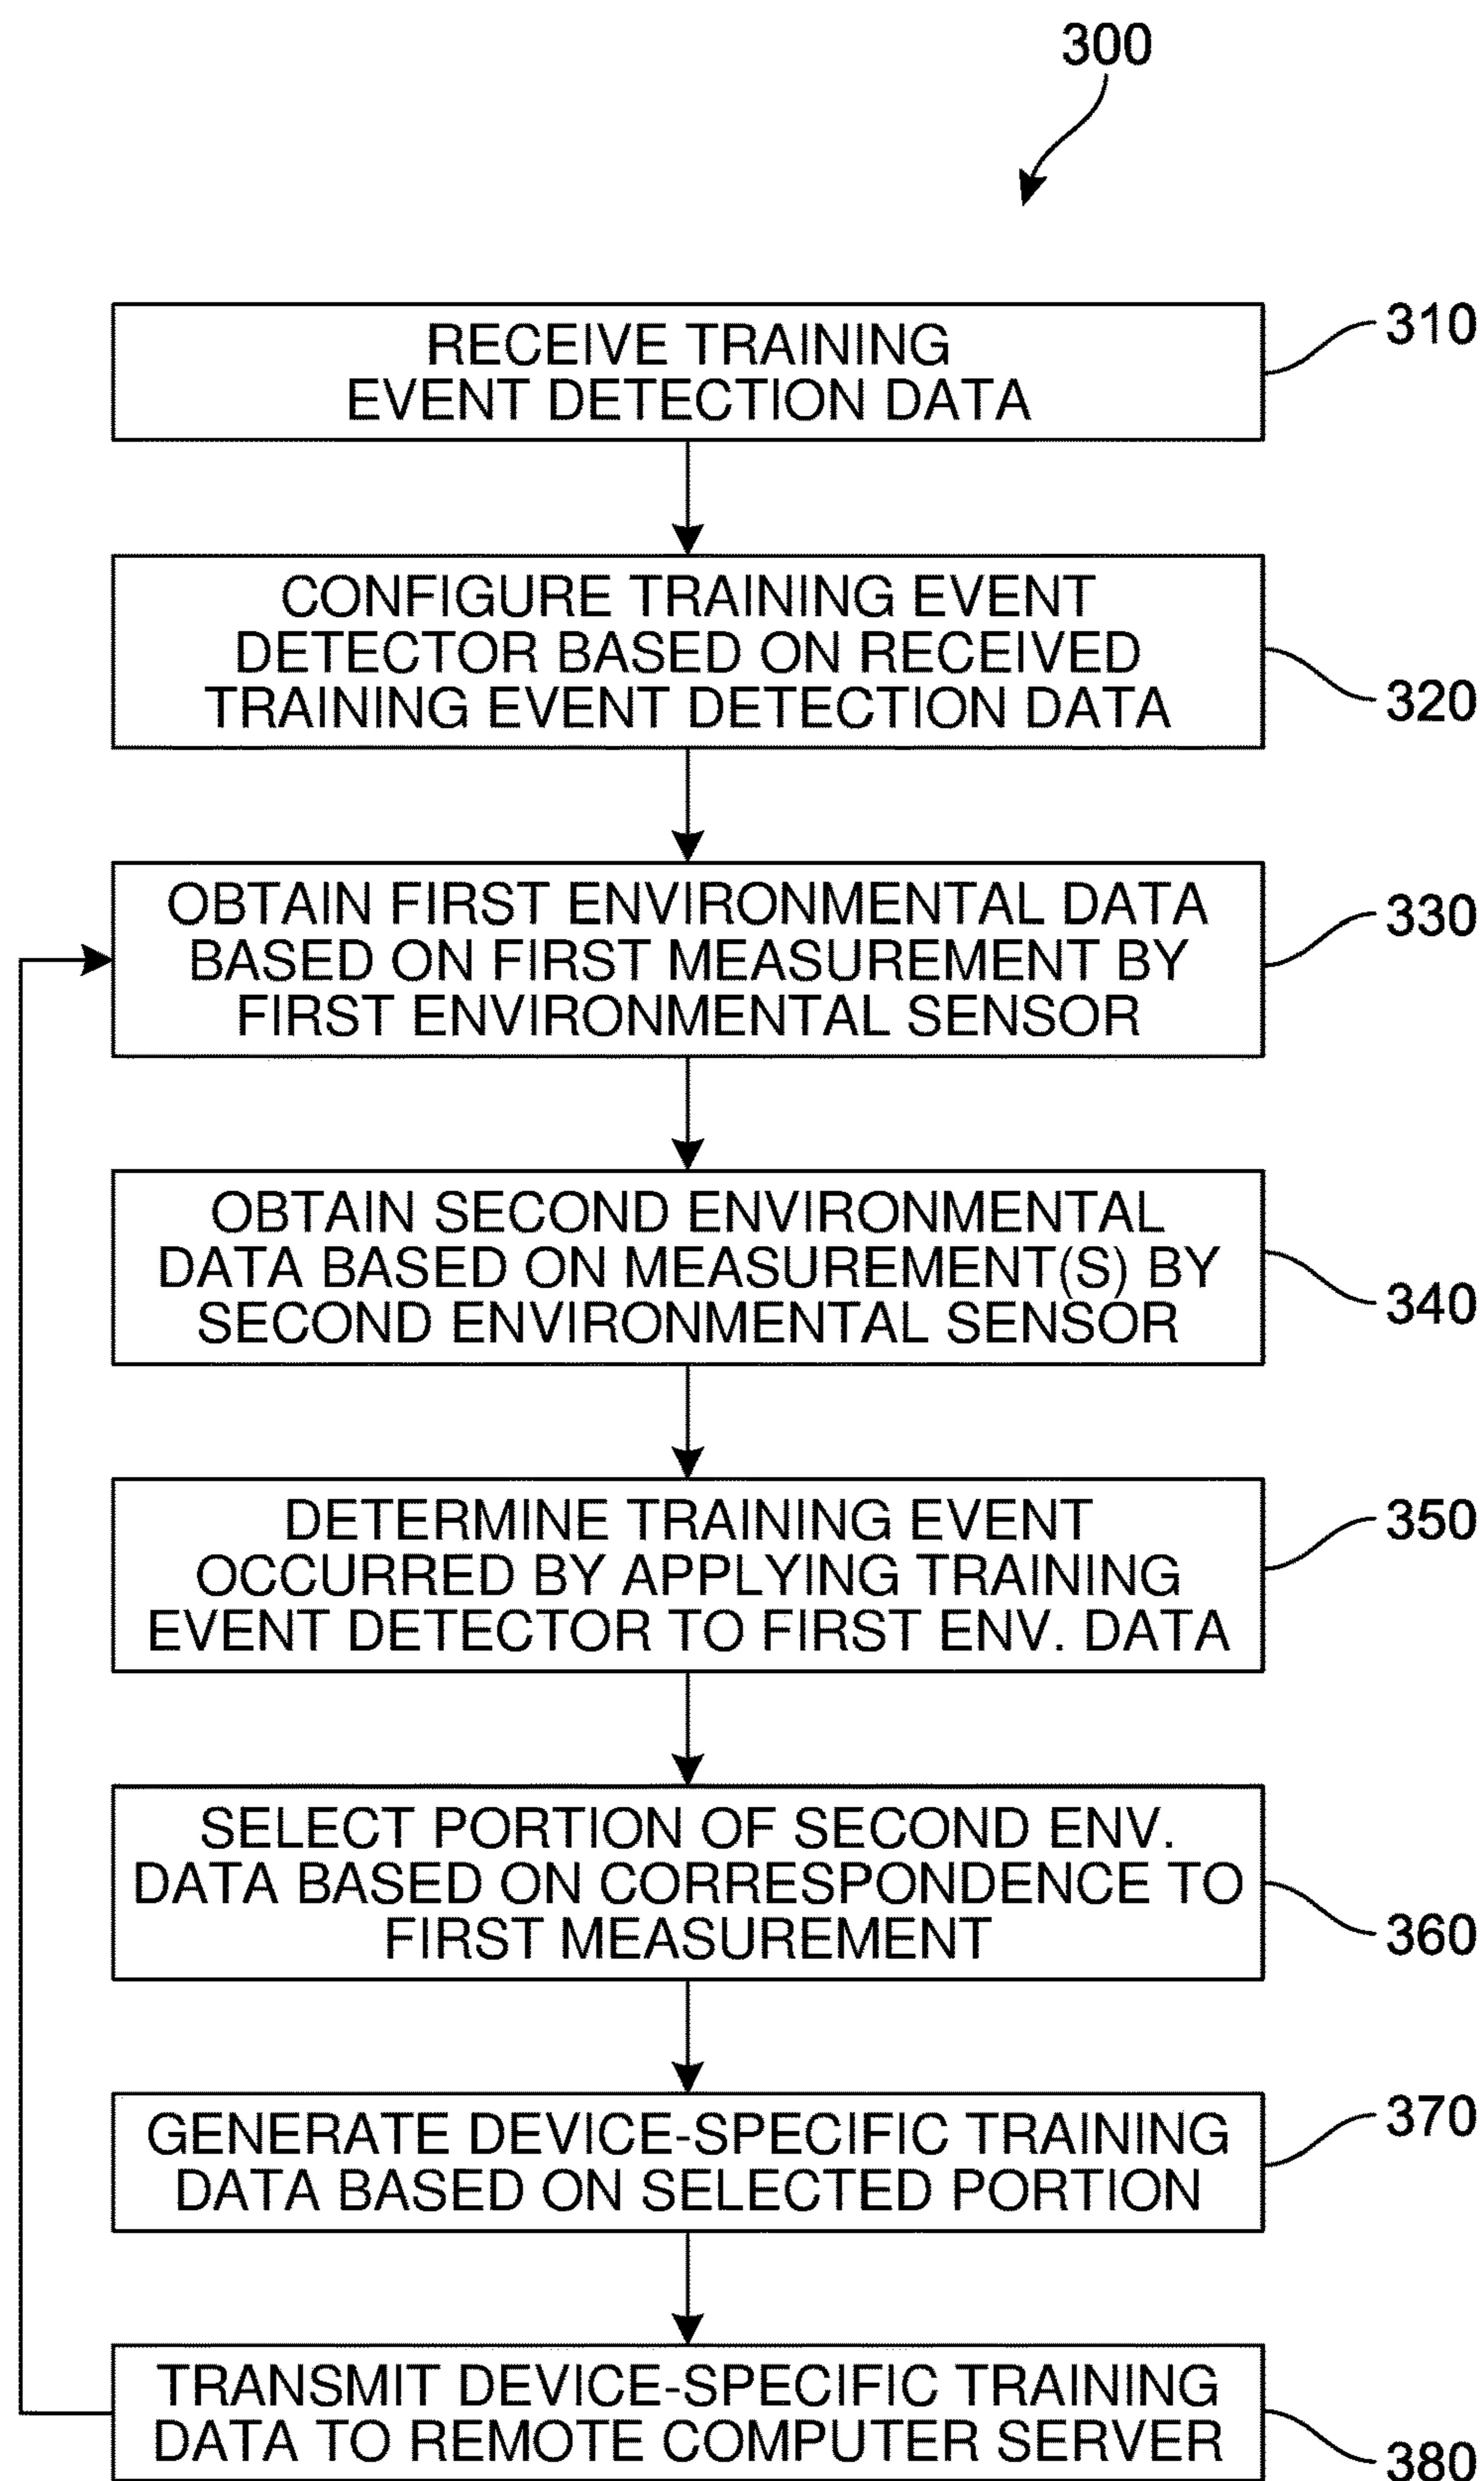 300
RECEIVE TRAINING
EVENT DETECTION DATA
310
CONFIGURE TRAINING EVENT
DETECTOR BASED ON RECEIVED
TRAINING EVENT DETECTION DATA
320
OBTAIN FIRST ENVIRONMENTAL DATA
BASED ON FIRST MEASUREMENT BY
FIRST ENVIRONMENTAL SENSOR
330
OBTAIN SECOND ENVIRONMENTAL
DATA BASED ON MEASUREMENT(S) BY
SECOND ENVIRONMENTAL SENSOR
340
DETERMINE TRAINING EVENT
OCCURRED BY APPLYING TRAINING
EVENT DETECTOR TO FIRST ENV. DATA
350
SELECT PORTION OF SECOND ENV.
DATA BASED ON CORRESPONDENCE TO
FIRST MEASUREMENT
360
GENERATE DEVICE-SPECIFIC TRAINING
DATA BASED ON SELECTED PORTION
370
TRANSMIT DEVICE-SPECIFIC TRAINING
DATA TO REMOTE COMPUTER SERVER
380